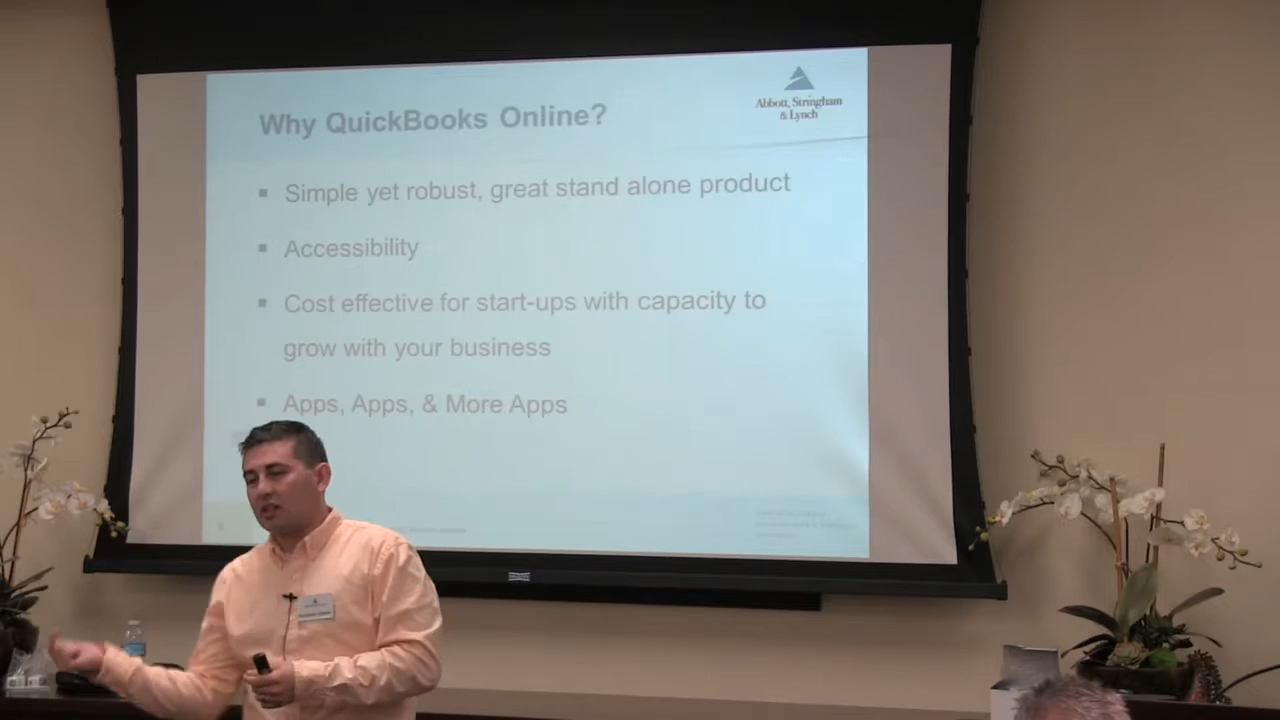 Abbott, Stringham
& Lynch
Why QuickBooks Online?
▪ Simple yet robust, great stand alone product
▪ Accessibility
▪ Cost effective for start-ups with capacity to
grow with your business
▪ Apps, Apps, & More Apps